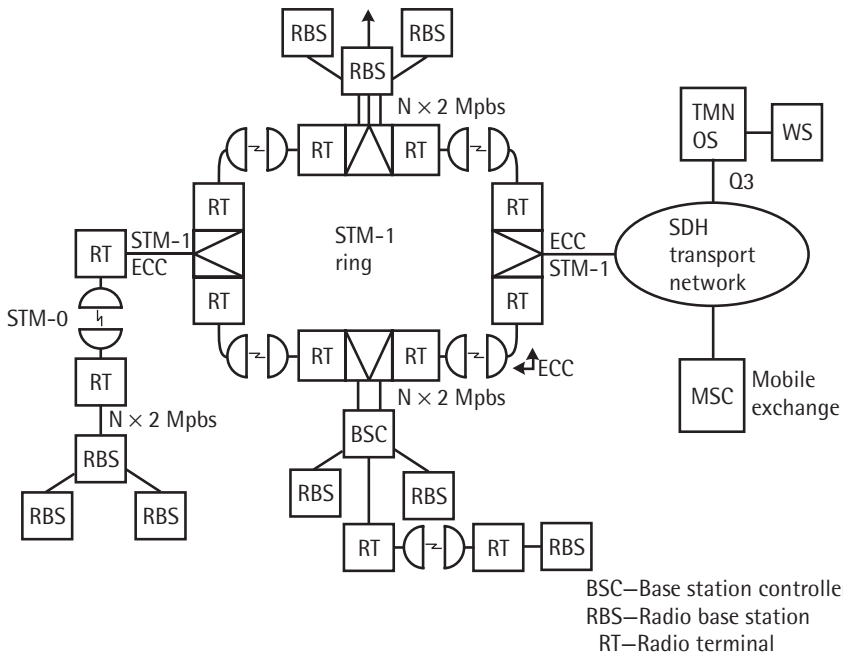 RBS
RBS
RBS
N × 2 Mpbs
RT
RT
TMN
OS
WS
Q3
RT
RT
STM-1
ring
SDH
transport
network
RT
STM-1
ECC
ECC
STM-1
STM-0
RT
RT
RT
RT
ECC
RT
N × 2 Mpbs
MSC
Mobile
exchange
N × 2 Mpbs
BSC
RBS
RBS
RBS
RBS
RBS
RT
RT
RBS
BSC—Base station controlle
RBS—Radio base station
RT—Radio terminal